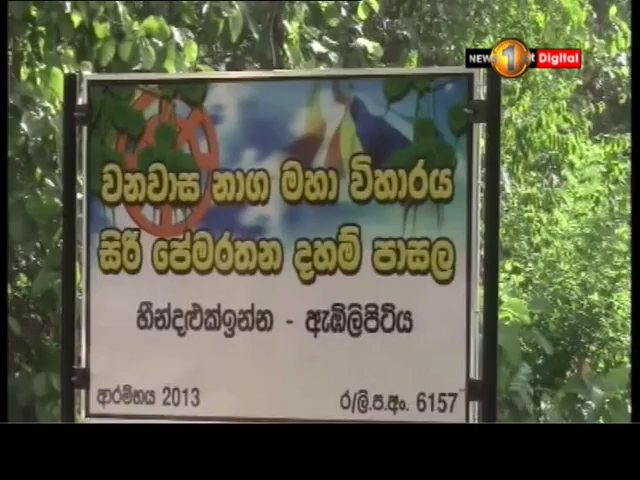 NEWS 1st Digital
වනවාස නාග මහා විහාරය
සිරි පේමරතන දහම් පාසල
හීන්දළුක්ඉන්න - ඇඹිලිපිටිය
ආරම්භය 2013
ර/ලි.ප.අං. 6157